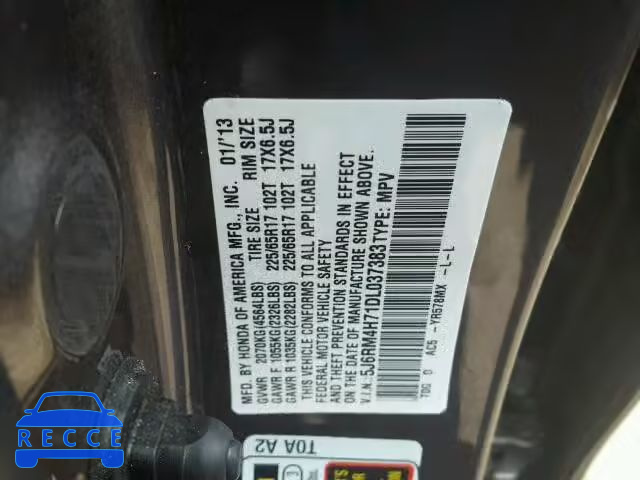 MFD. BY HONDA OF AMERICA MFG., INC. 01/'13
TIRE SIZE RIM SIZE
GVWR 2070KG(4564LBS)
GAWR F 1055KG(2326LBS) 225/65R17 102T 17X6.5J
GAWR R 1035KG(2282LBS) 225/65R17 102T 17X6.5J
THIS VEHICLE CONFORMS TO ALL APPLICABLE
FEDERAL MOTOR VEHICLE SAFETY
AND THEFT PREVENTION STANDARDS IN EFFECT
ON THE DATE OF MANUFACTURE SHOWN ABOVE.
V.I.N:5J6RM4H71DL037383 TYPE: MPV
TDG D AC5 -YR578MX -L-L
T0A A2
RECCE